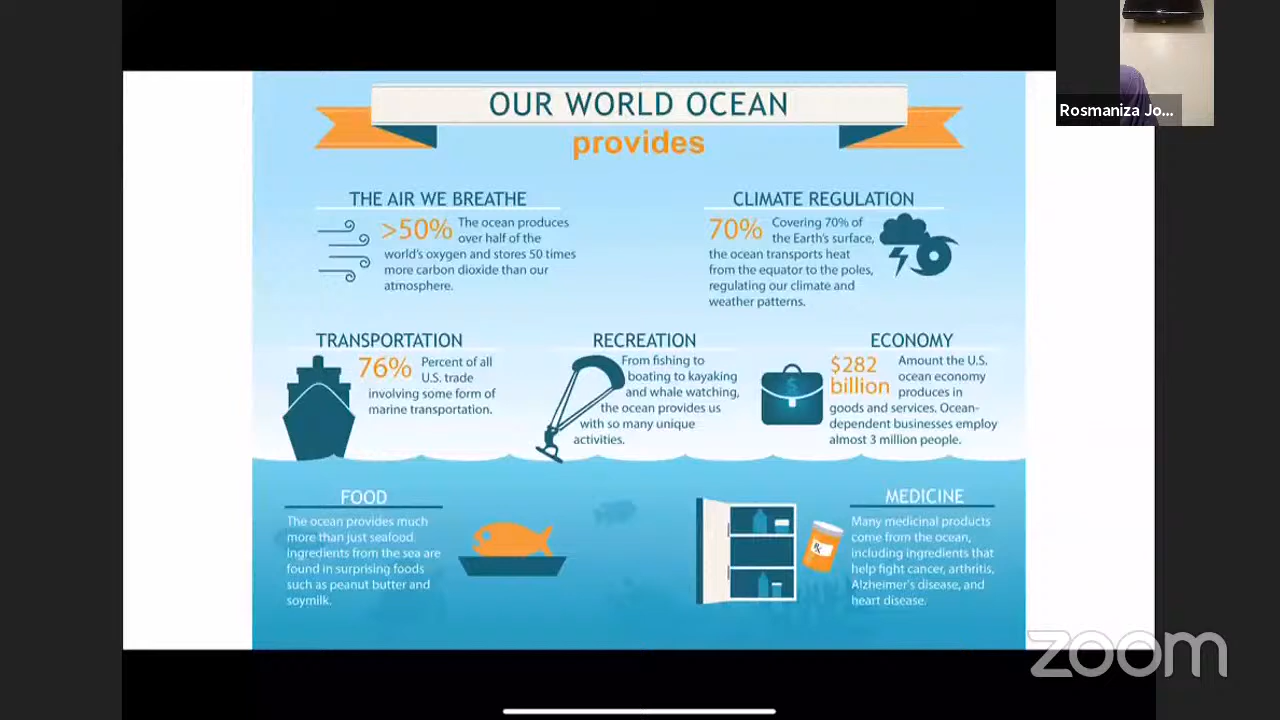 OUR WORLD OCEAN
provides
Rosmaniza Jo...
THE AIR WE BREATHE
>50% The ocean produces
over half of the
world's oxygen and stores 50 times
more carbon dioxide than our
atmosphere.
CLIMATE REGULATION
70% Covering 70% of
the Earth's surface,
the ocean transports heat
from the equator to the poles,
regulating our climate and
weather patterns.
TRANSPORTATION
76% Percent of all
U.S. trade
involving some form of
marine transportation.
RECREATION
From fishing to
boating to kayaking
and whale watching,
the ocean provides us
with so many unique
activities.
ECONOMY
$282
billion
Amount the U.S.
ocean economy
produces in
goods and services. Ocean-
dependent businesses employ
almost 3 million people.
$
FOOD
The ocean provides much
more than just seafood.
Ingredients from the sea are
found in surprising foods
such as peanut butter and
soymilk.
Rx
MEDICINE
Many medicinal products
come from the ocean,
including ingredients that
help fight cancer, arthritis,
Alzheimer's disease, and
heart disease.
zoom